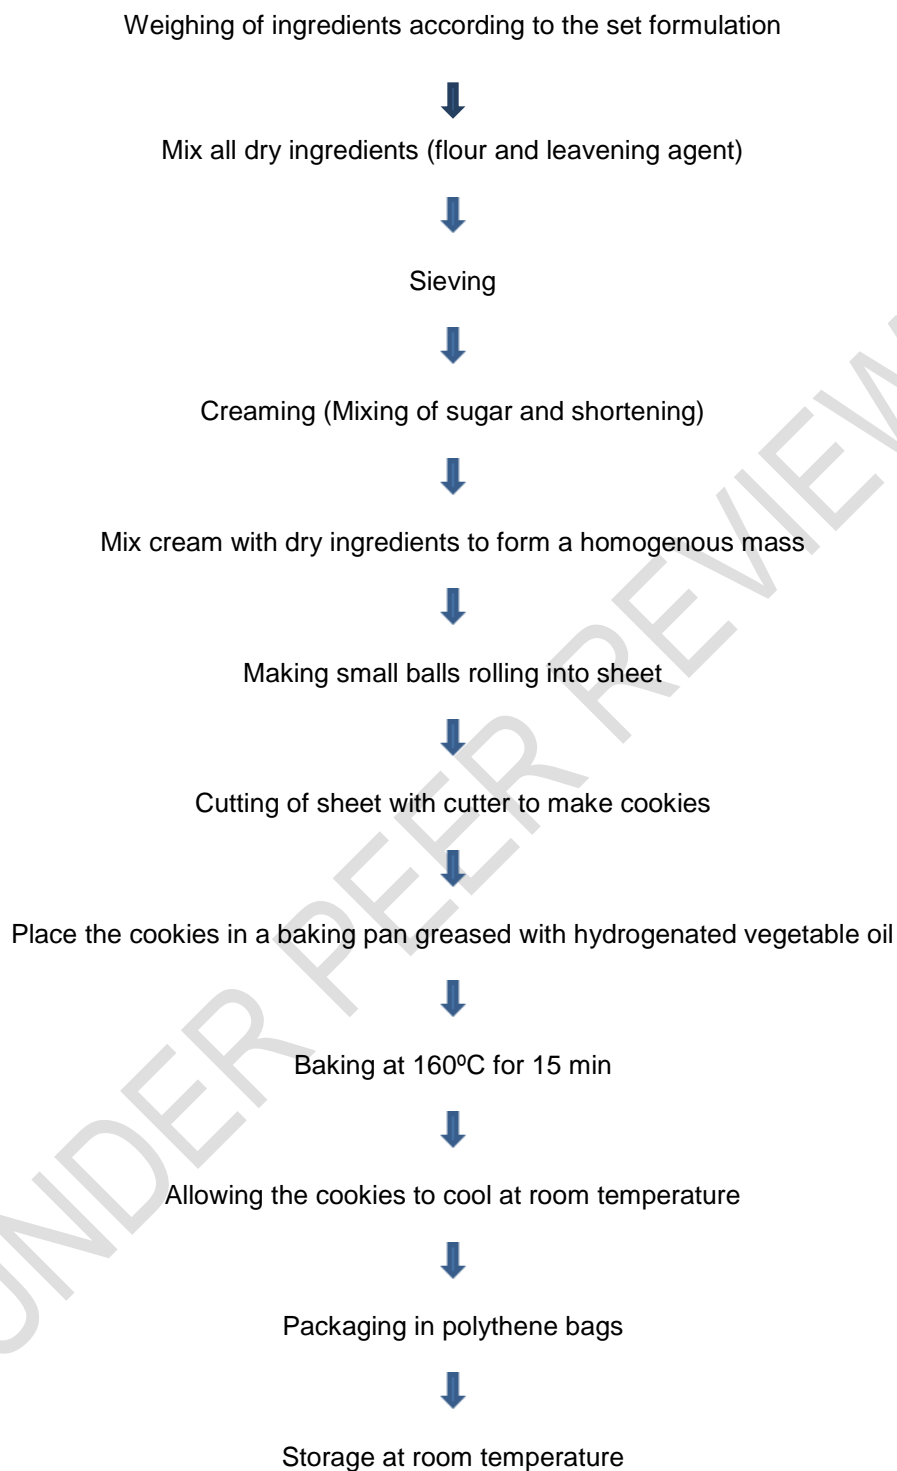 Weighing of ingredients according to the set formulation
Mix all dry ingredients (flour and leavening agent)
Sieving
Creaming (Mixing of sugar and shortening)
Mix cream with dry ingredients to form a homogenous mass
Making small balls rolling into sheet
Cutting of sheet with cutter to make cookies
Place the cookies in a baking pan greased with hydrogenated vegetable oil
Baking at 160ºC for 15 min
Allowing the cookies to cool at room temperature
Packaging in polythene bags
Storage at room temperature
UNDER PEER REVIEW